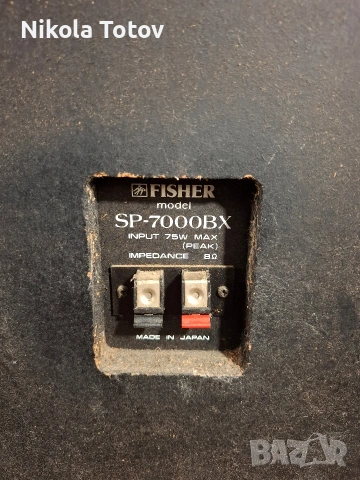 Nikola Totov
FISHER
model
SP-7000BX
INPUT 75W MAX
(PEAK)
IMPEDANCE 8Ω
MADE IN JAPAN
BAZAR